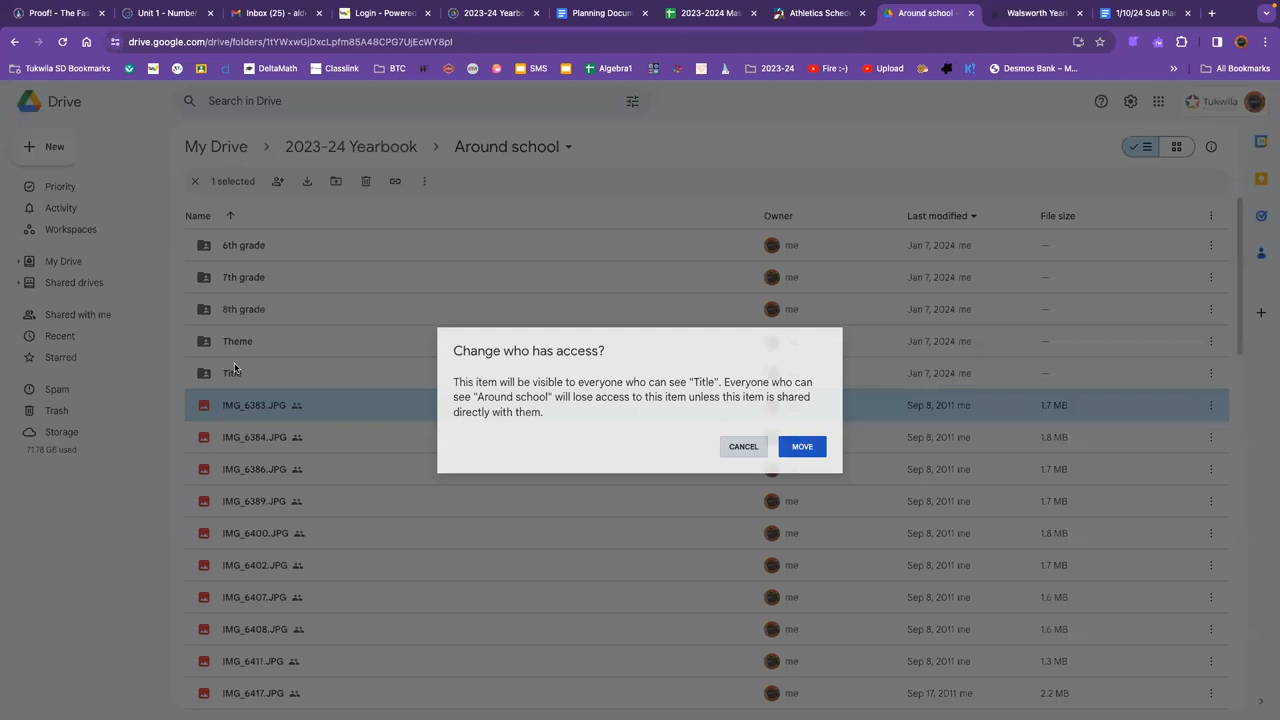 Proof! - The Fas
Unit 1 - Number
Inbox (25) - alde
Login - Powered
2023-24 Yearbo
Planning Docum
2023-2024 Mas
Athletics Sched
Around school -
Walsworth Year
1/10/24 Sub Pla
drive.google.com/drive/folders/1tYWxwGjDxcLpfm85A48CPG7UjEcWY8pI
Tukwila SD Bookmarks
DeltaMath
Classlink
BTC
SMS
Algebra1
2023-24
Fire :-)
Upload
Desmos Bank – M...
All Bookmarks
Drive
Search in Drive
Tukwila
New
My Drive
2023-24 Yearbook
Around school
Priority
Activity
Workspaces
My Drive
Shared drives
Shared with me
Recent
Starred
Spam
Trash
Storage
71.78 GB used
1 selected
Name Owner Last modified File size
6th grade me Jan 7, 2024 me —
7th grade me Jan 7, 2024 me —
8th grade me Jan 7, 2024 me —
Theme Jan 7, 2024 me —
Title Jan 7, 2024 me —
IMG_6383.JPG Sep 8, 2011 me 1.7 MB
IMG_6384.JPG Sep 8, 2011 me 1.8 MB
IMG_6386.JPG Sep 8, 2011 me 1.7 MB
IMG_6389.JPG me Sep 8, 2011 me 1.7 MB
IMG_6400.JPG me Sep 8, 2011 me 1.8 MB
IMG_6402.JPG me Sep 8, 2011 me 1.7 MB
IMG_6407.JPG me Sep 8, 2011 me 1.6 MB
IMG_6408.JPG me Sep 8, 2011 me 1.6 MB
IMG_6411.JPG me Sep 8, 2011 me 1.3 MB
IMG_6417.JPG me Sep 17, 2011 me 2.2 MB
Change who has access?
This item will be visible to everyone who can see "Title". Everyone who can
see "Around school" will lose access to this item unless this item is shared
directly with them.
CANCEL
MOVE